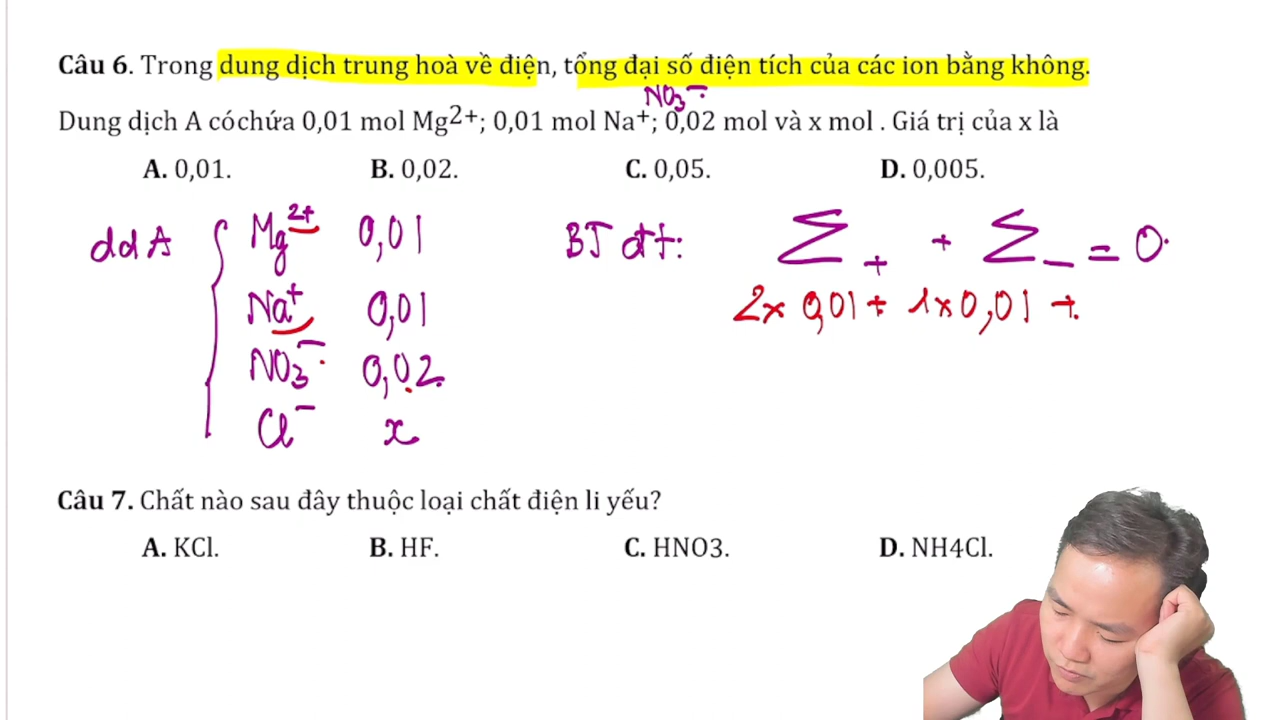 Câu 6. Trong dung dịch trung hoà về điện, tổng đại số điện tích của các ion bằng không.
NO3-
Dung dịch A cóchứa 0,01 mol Mg2+; 0,01 mol Na+; 0,02 mol và x mol . Giá trị của x là
A. 0,01. B. 0,02. C. 0,05. D. 0,005.
ddA Mg2+ 0,01 BT đt: Σ+ + Σ- = 0
Na+ 0,01 2x 0,01 + 1x0,01 +
NO3- 0,02
Cl- x
Câu 7. Chất nào sau đây thuộc loại chất điện li yếu?
A. KCl. B. HF. C. HNO3. D. NH4Cl.